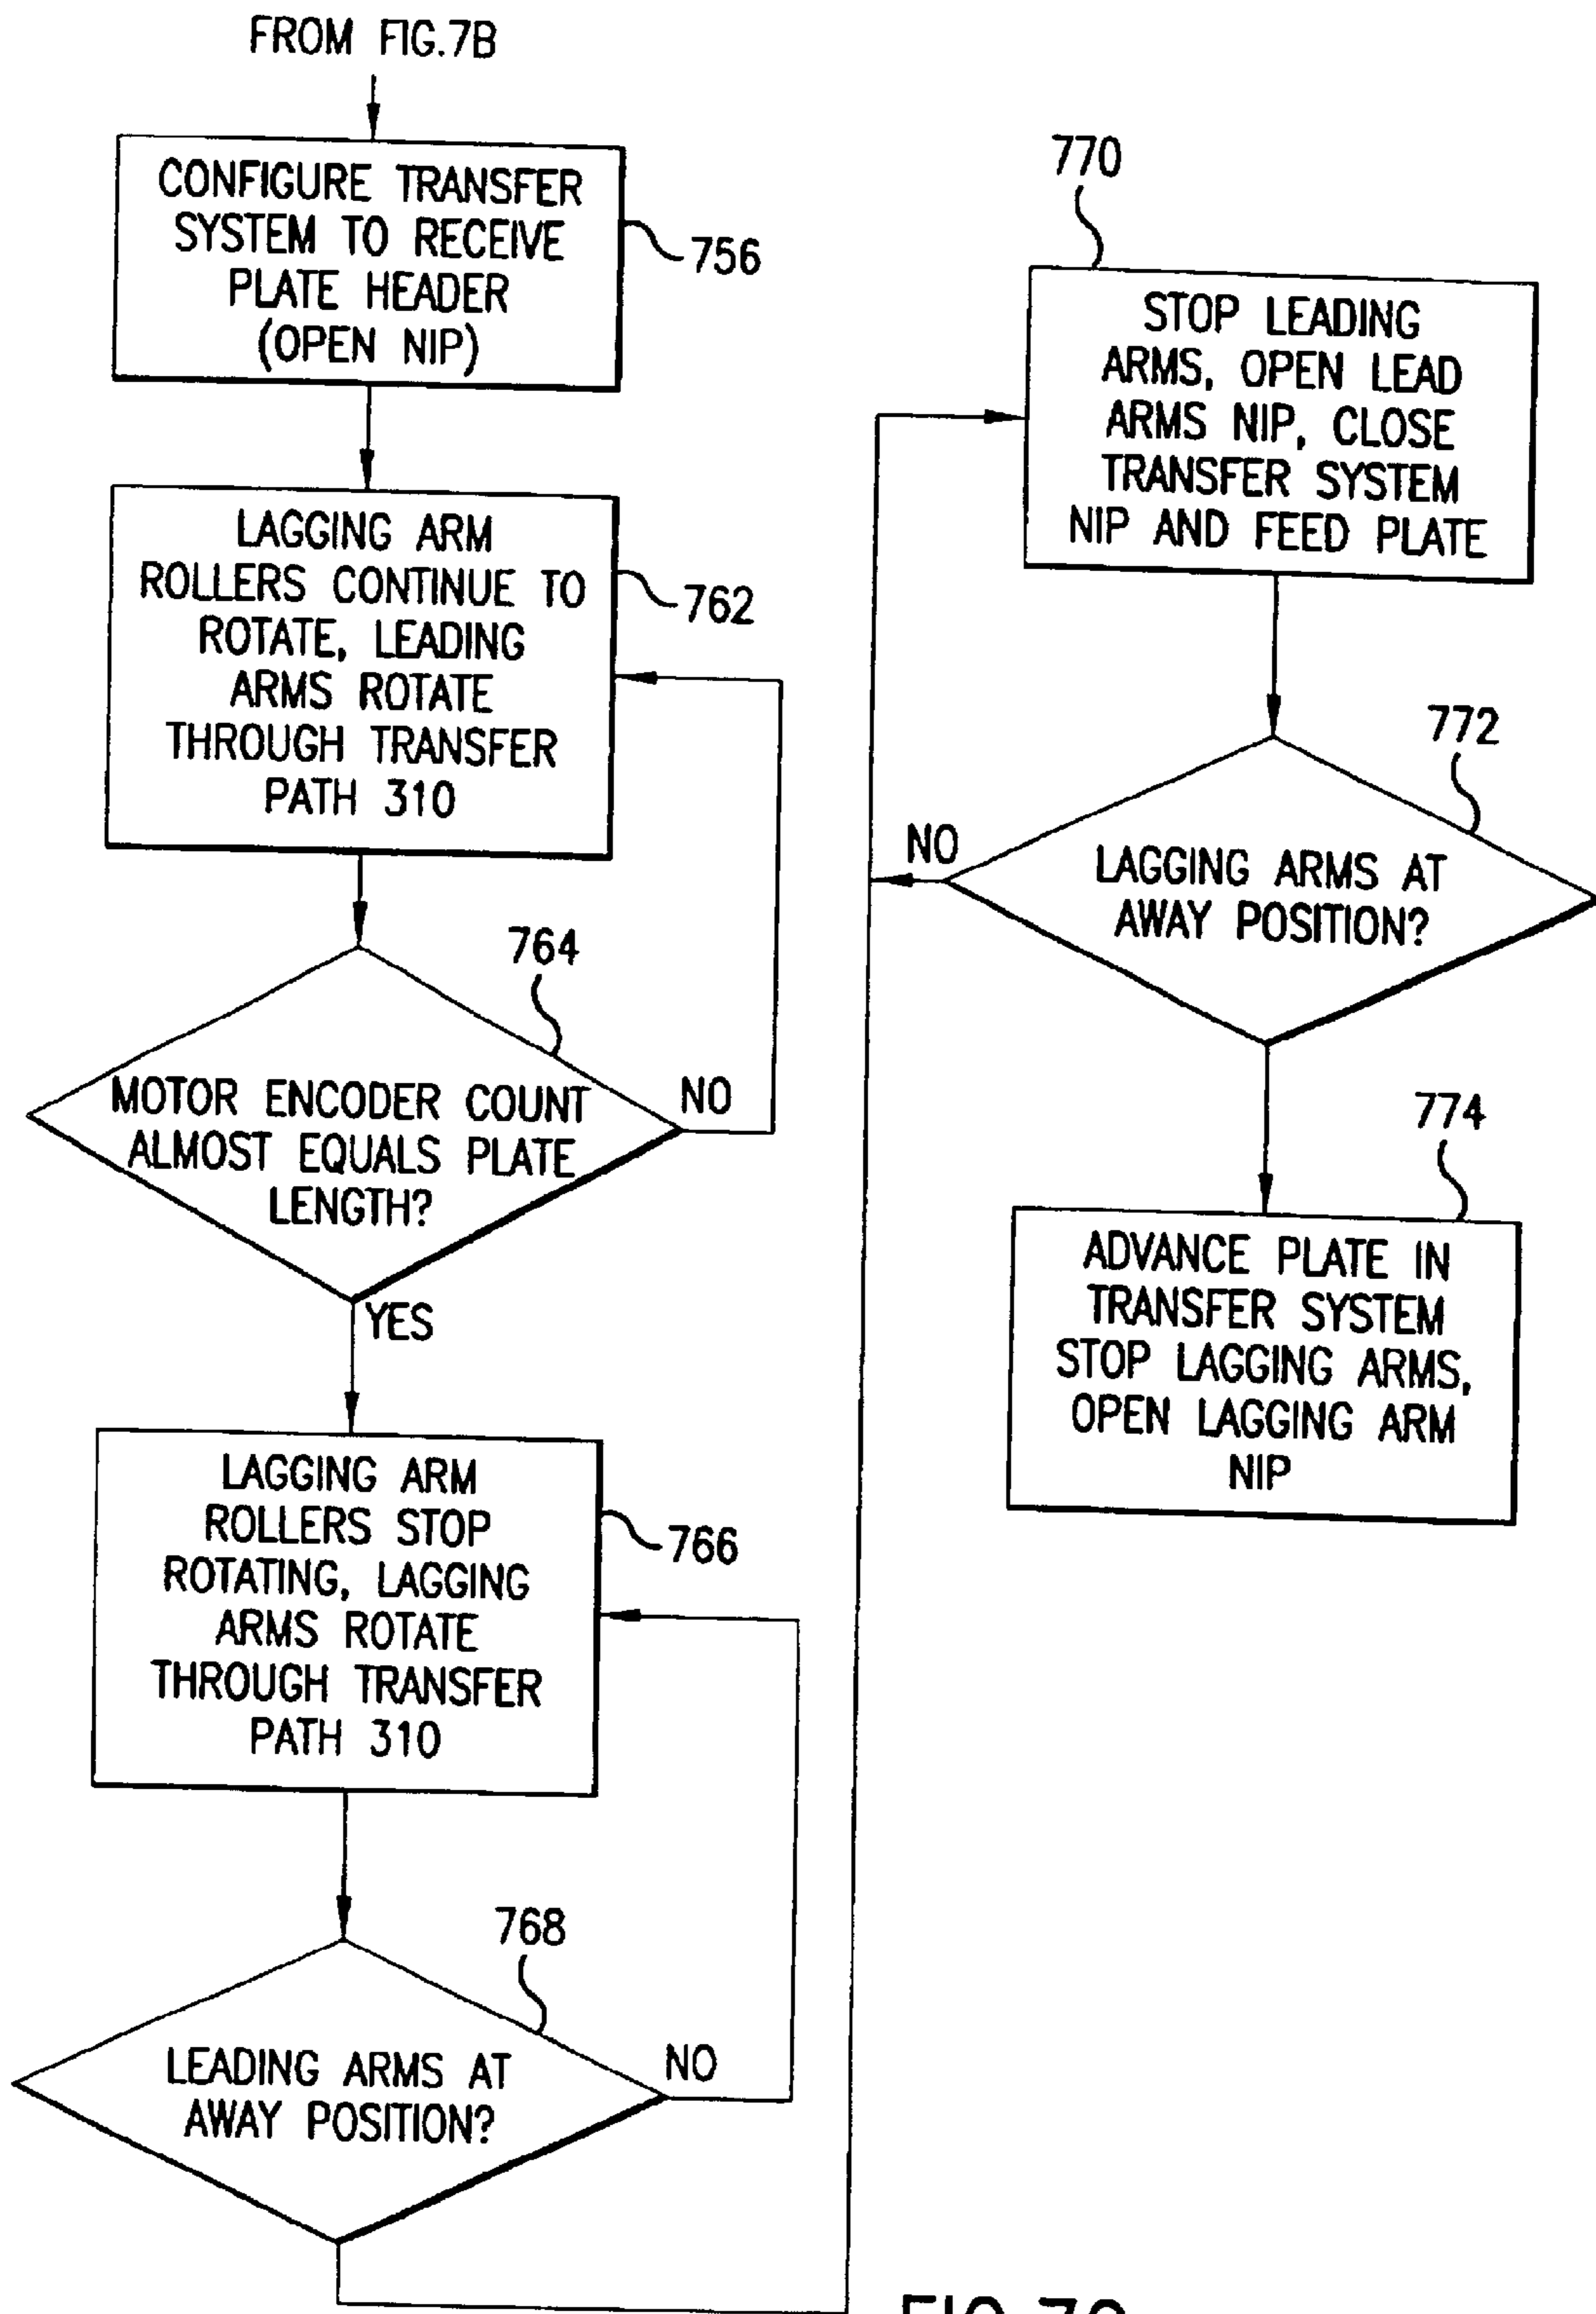 FROM FIG.7B
CONFIGURE TRANSFER
SYSTEM TO RECEIVE
PLATE HEADER
(OPEN NIP)
756
LAGGING ARM
ROLLERS CONTINUE TO
ROTATE, LEADING
ARMS ROTATE
THROUGH TRANSFER
PATH 310
762
764
MOTOR ENCODER COUNT
ALMOST EQUALS PLATE
LENGTH?
NO
YES
LAGGING ARM
ROLLERS STOP
ROTATING, LAGGING
ARMS ROTATE
THROUGH TRANSFER
PATH 310
766
768
LEADING ARMS AT
AWAY POSITION?
NO
770
STOP LEADING
ARMS, OPEN LEAD
ARMS NIP, CLOSE
TRANSFER SYSTEM
NIP AND FEED PLATE
772
NO
LAGGING ARMS AT
AWAY POSITION?
774
ADVANCE PLATE IN
TRANSFER SYSTEM
STOP LAGGING ARMS,
OPEN LAGGING ARM
NIP